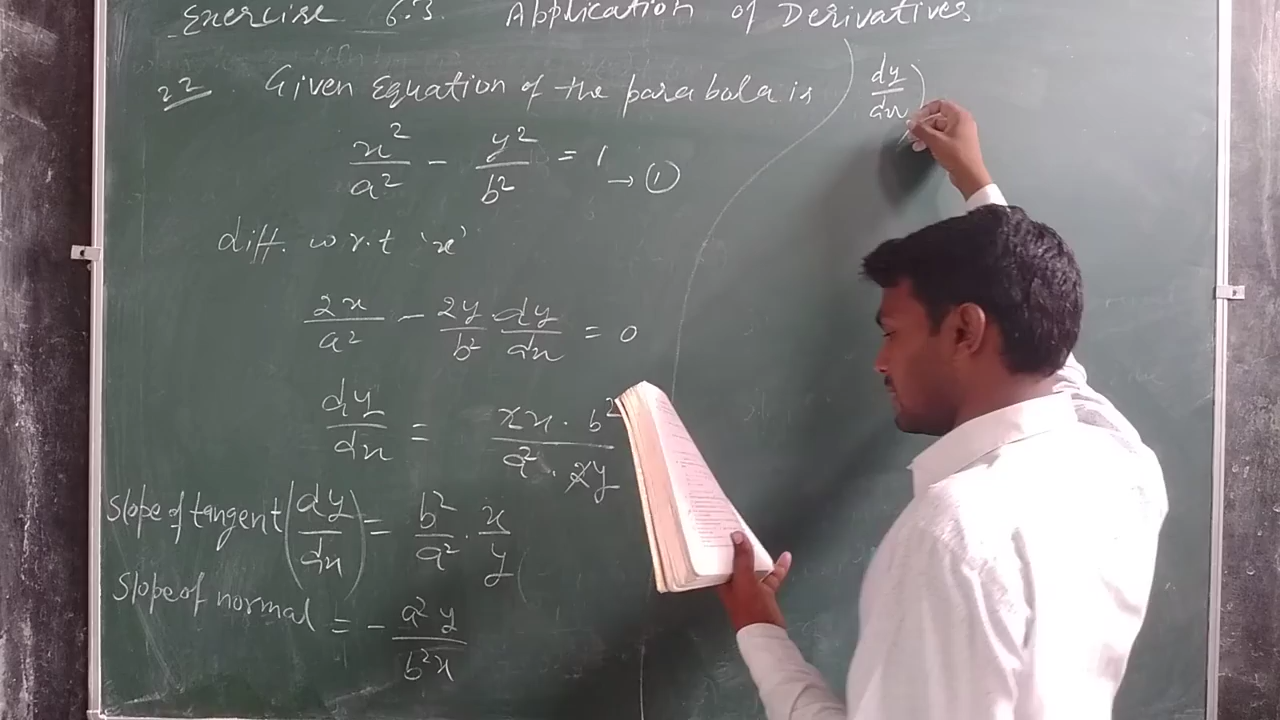 Exercise 6.3. Application of Derivatives
22. Given Equation of the parabola is
x²/a² - y²/b² = 1 → ①
diff. w.r.t 'x'
2x/a² - 2y/b² . dy/dx = 0
dy/dx = 2x . b² / a² . 2y
Slope of tangent (dy/dx) = b²/a² . x/y
Slope of normal = - a²y/b²x
dy/dx)